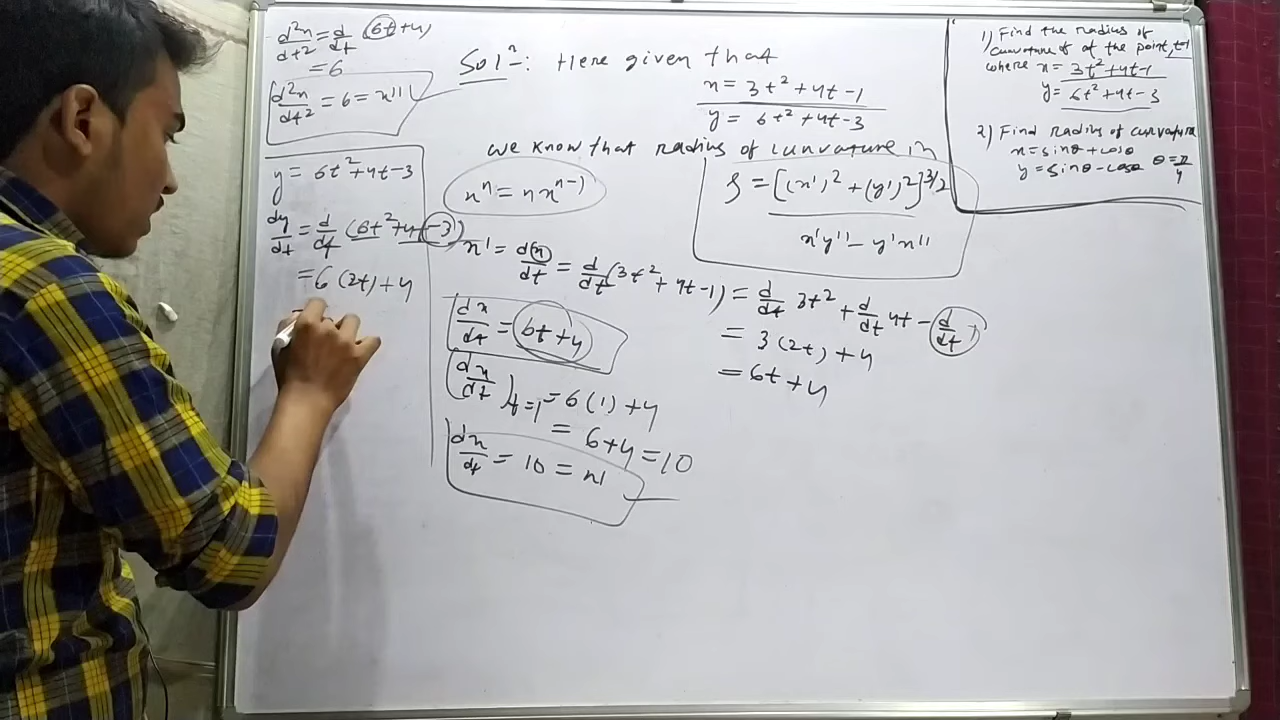 d²x/dt² = d/dt (6t+4)
= 6
d²x/dt² = 6 = x''
y = 6t²+4t-3
dy/dt = d/dt (6t²+4t-3)
= 6(2t)+4
Solⁿ-: Here given that
x = 3t²+4t-1
y = 6t²+4t-3
we know that radius of curvature is
xⁿ = nxⁿ⁻¹
ρ = [(x')²+(y')²]^3/2
x'y''-y'x''
x' = d(x)/dt = d/dt (3t²+4t-1) = d/dt 3t² + d/dt 4t - d/dt 1
= 3(2t)+4
= 6t+4
dx/dt = 6t+4
(dx/dt) t=1 = 6(1)+4
= 6+4 = 10
dx/dt = 10 = x'
1) Find the radius of
curvature of at the point, t=1
where x = 3t²+4t-1
y = 6t²+4t-3
2) Find radius of curvature
x = sinθ+cosθ
y = sinθ-cosθ θ=π/4